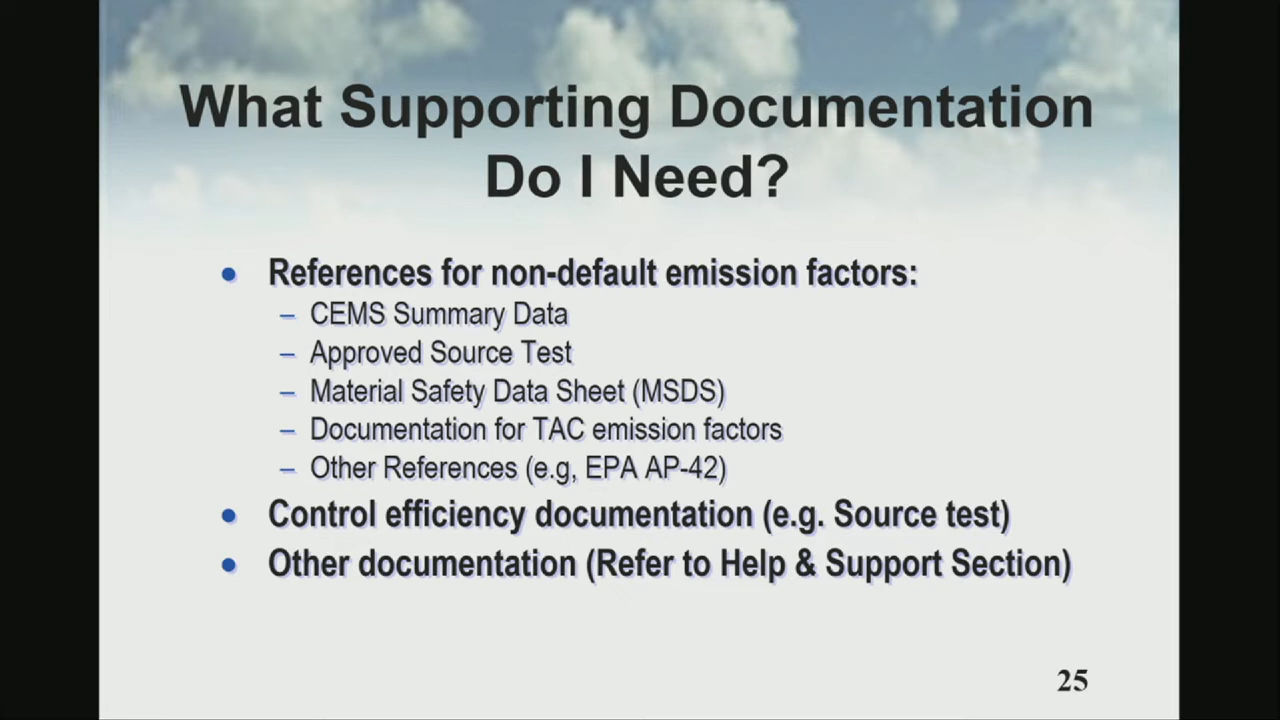 What Supporting Documentation
Do I Need?
• References for non-default emission factors:
– CEMS Summary Data
– Approved Source Test
– Material Safety Data Sheet (MSDS)
– Documentation for TAC emission factors
– Other References (e.g, EPA AP-42)
• Control efficiency documentation (e.g. Source test)
• Other documentation (Refer to Help & Support Section)
25